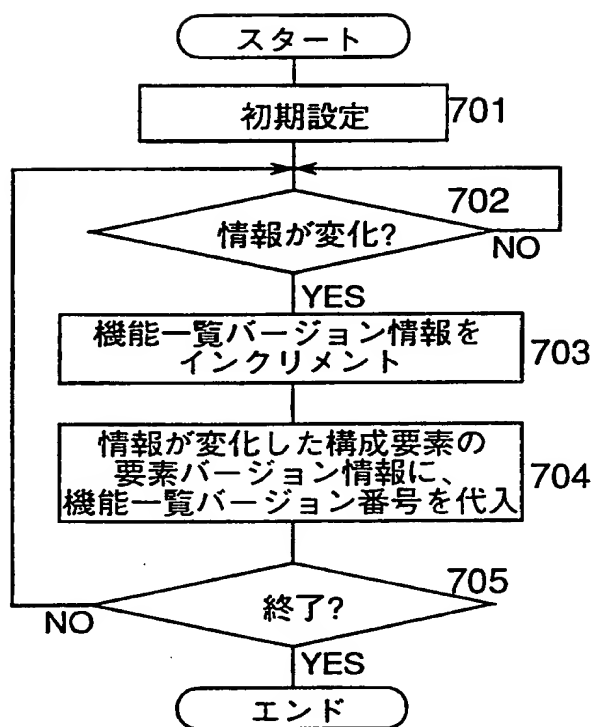 スタート
初期設定
701
702
情報が変化?
NO
YES
機能一覧バージョン情報を
インクリメント
703
情報が変化した構成要素の
要素バージョン情報に、
機能一覧バージョン番号を代入
704
705
終了?
NO
YES
エンド